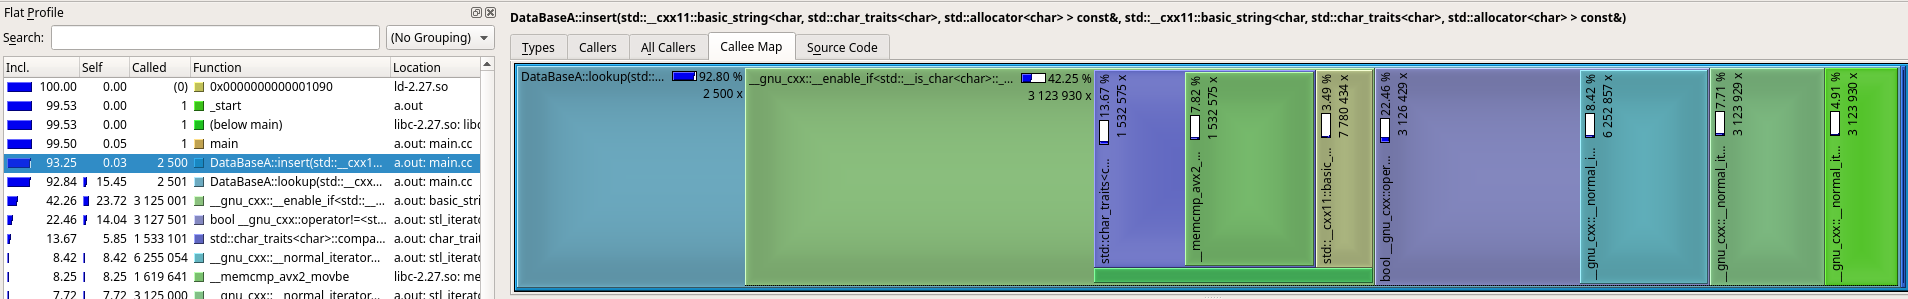 Flat Profile
Search:
(No Grouping)
Incl. Self Called Function Location
100.00 0.00 (0) 0x0000000000001090 ld-2.27.so
99.53 0.00 1 _start a.out
99.53 0.00 1 (below main) libc-2.27.so: libc
99.50 0.05 1 main a.out: main.cc
93.25 0.03 2 500 DataBaseA::insert(std::__cxx1... a.out: main.cc
92.84 15.45 2 501 DataBaseA::lookup(std::__cxx... a.out: main.cc
42.26 23.72 3 125 001 __gnu_cxx::__enable_if<std::__... a.out: basic_stri
22.46 14.04 3 127 501 bool __gnu_cxx::operator!=<st... a.out: stl_iterato
13.67 5.85 1 533 101 std::char_traits<char>::compa... a.out: char_trait
8.42 8.42 6 255 054 __gnu_cxx::__normal_iterator... a.out: stl_iterato
8.25 8.25 1 619 641 __memcmp_avx2_movbe libc-2.27.so: me
7.72 7.72 3 125 000 __gnu_cxx::__normal_iterator... a.out: stl_iterato
DataBaseA::insert(std::__cxx11::basic_string<char, std::char_traits<char>, std::allocator<char> > const&, std::__cxx11::basic_string<char, std::char_traits<char>, std::allocator<char> > const&)
Types Callers All Callers Callee Map Source Code
DataBaseA::lookup(std::__... 92.80 %
2 500 x
__gnu_cxx::__enable_if<std::__is_char<char>::_... 42.25 %
3 123 930 x
std::char_traits<c... 13.67 %
1 532 575 x
__memcmp_avx2_... 7.82 %
1 532 575 x
std::__cxx11::basic_... 3.49 %
7 780 434 x
bool __gnu_cxx::oper... 22.46 %
3 126 429 x
__gnu_cxx::__normal_i... 8.42 %
6 252 857 x
__gnu_cxx::__normal_it... 7.71 %
3 123 929 x
__gnu_cxx::__normal_it... 4.91 %
3 123 930 x